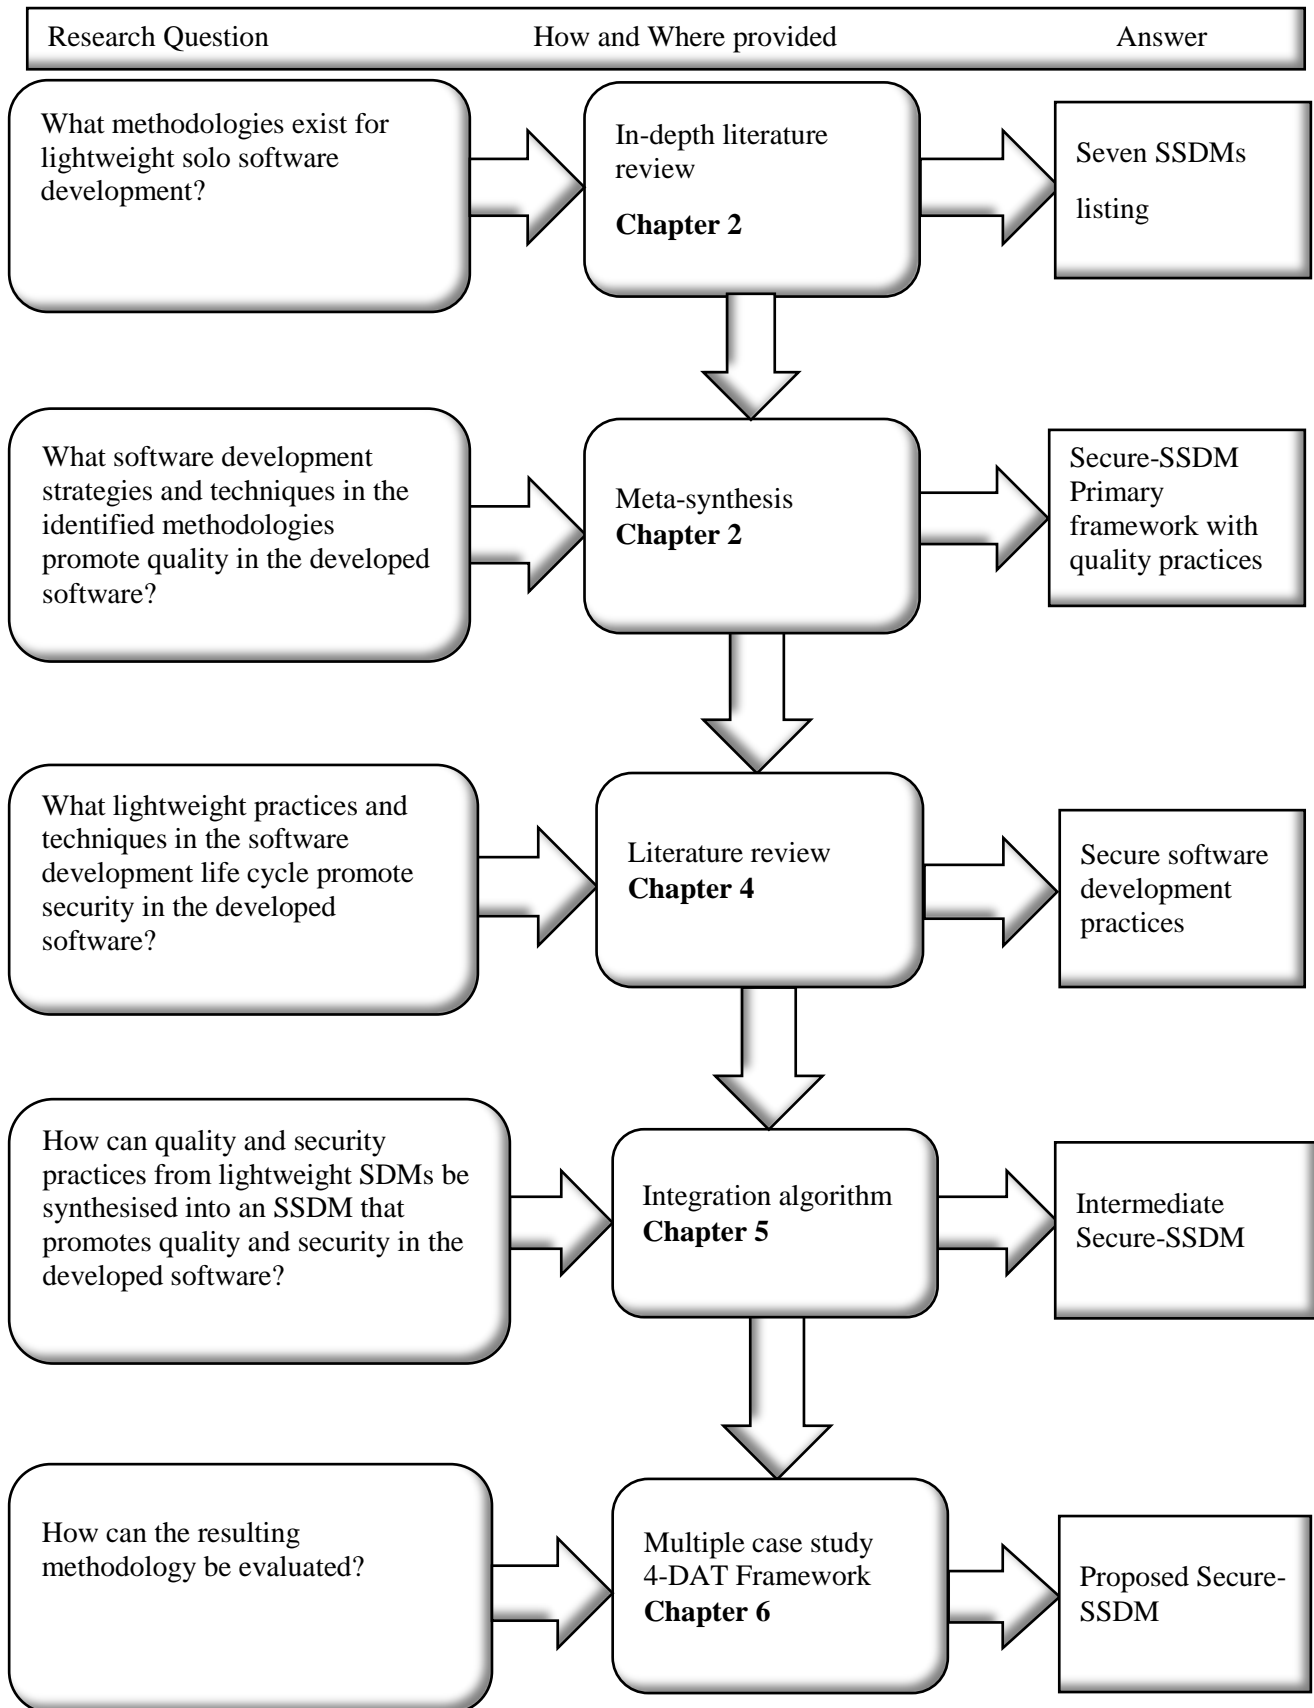 Research Question How and Where provided Answer
What methodologies exist for
lightweight solo software
development?
In-depth literature
review
Chapter 2
Seven SSDMs
listing
What software development
strategies and techniques in the
identified methodologies
promote quality in the developed
software?
Meta-synthesis
Chapter 2
Secure-SSDM
Primary
framework with
quality practices
What lightweight practices and
techniques in the software
development life cycle promote
security in the developed
software?
Literature review
Chapter 4
Secure software
development
practices
How can quality and security
practices from lightweight SDMs be
synthesised into an SSDM that
promotes quality and security in the
developed software?
Integration algorithm
Chapter 5
Intermediate
Secure-SSDM
How can the resulting
methodology be evaluated?
Multiple case study
4-DAT Framework
Chapter 6
Proposed Secure-
SSDM